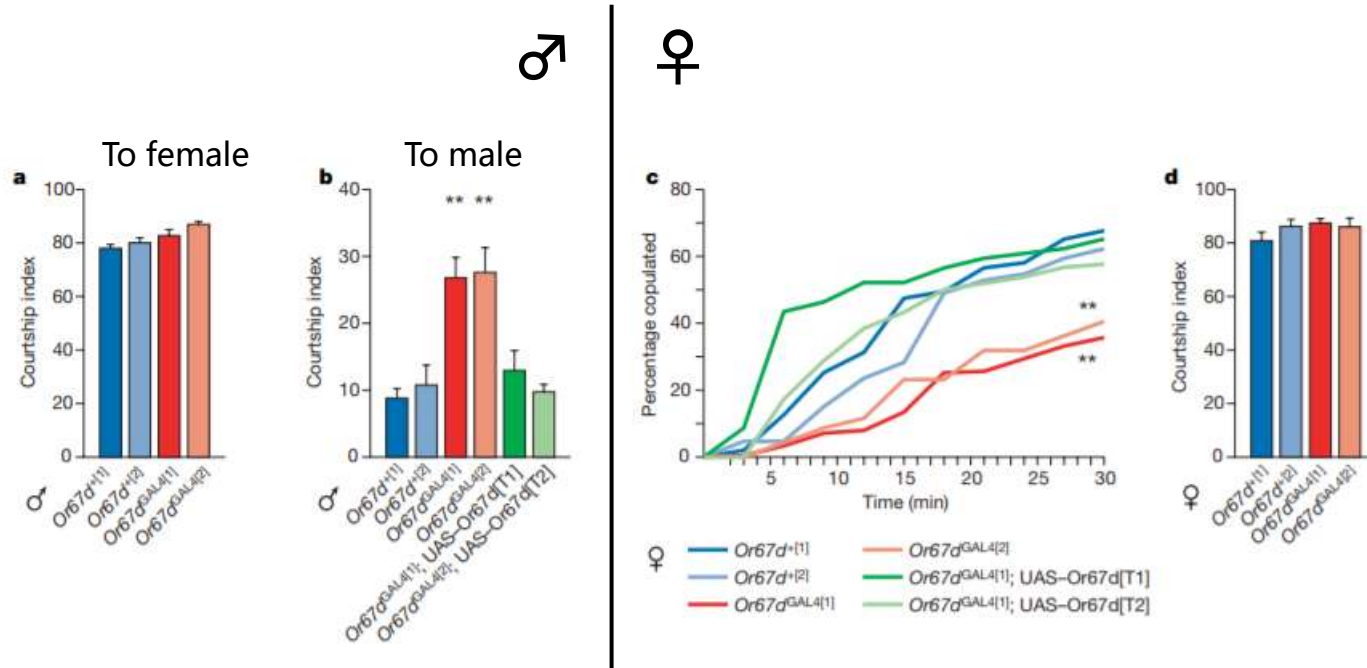 ♂
♀
To female
To male
a
100
80
60
40
20
0
Courtship index
♂
Or67d+[1]
Or67d+[2]
Or67dGAL4[1]
Or67dGAL4[2]
b
40
30
20
10
0
Courtship index
** **
♂
Or67d+[1]
Or67d+[2]
Or67dGAL4[1]
Or67dGAL4[2]
Or67dGAL4[1]; UAS–Or67d[T1]
Or67dGAL4[2]; UAS–Or67d[T2]
c
80
60
40
20
0
Percentage copulated
**
**
5 10 15 20 25 30
Time (min)
♀
Or67d+[1]
Or67d+[2]
Or67dGAL4[1]
Or67dGAL4[2]
Or67dGAL4[1]; UAS–Or67d[T1]
Or67dGAL4[1]; UAS–Or67d[T2]
d
100
80
60
40
20
0
Courtship index
♀
Or67d+[1]
Or67d+[2]
Or67dGAL4[1]
Or67dGAL4[2]